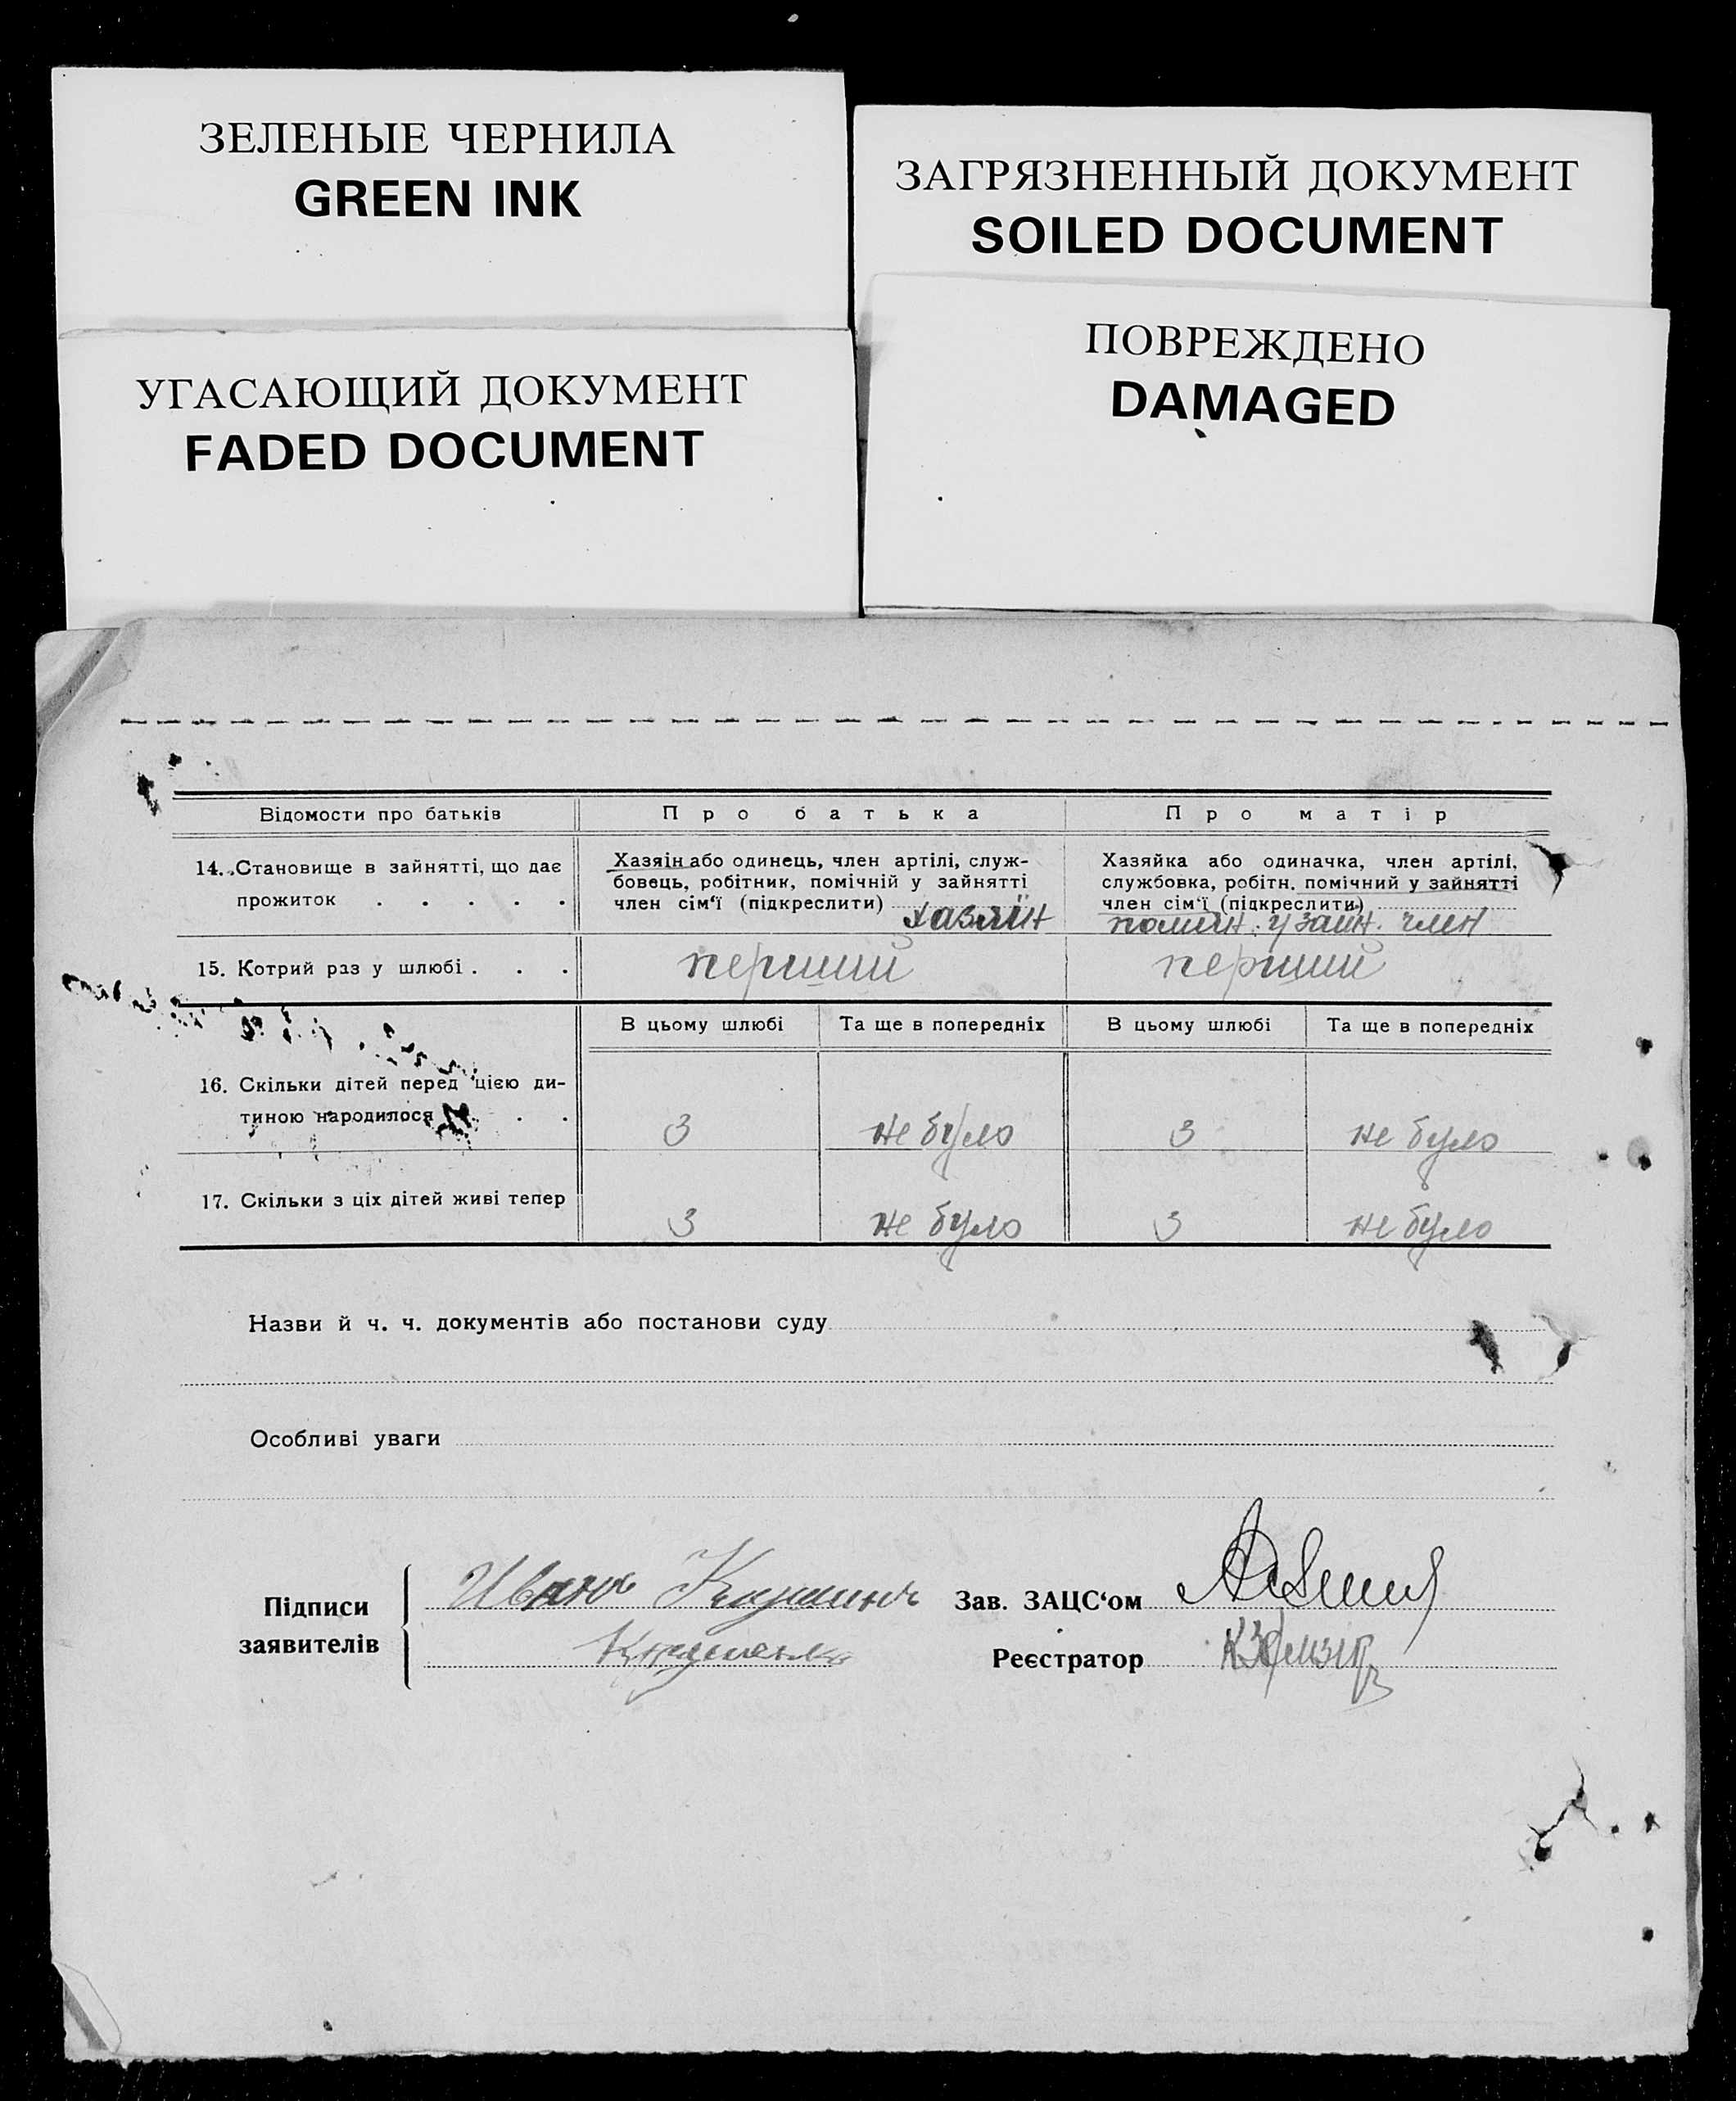 ЗЕЛЕНЫЕ ЧЕРНИЛА
GREEN INK
ЗАГРЯЗНЕННЫЙ ДОКУМЕНТ
SOILED DOCUMENT
УГАСАЮЩИЙ ДОКУМЕНТ
FADED DOCUMENT
ПОВРЕЖДЕНО
DAMAGED
Відомости про батьків
Про батька
Про матір
14. Становище в зайнятті, що дає
прожиток . . . . .
Хазяін або одинець, член артілі, служ-
бовець, робітник, помічній у зайнятті
член сім‘ї (підкреслити)
хазяїн
Хазяйка або одиначка, член артілі,
службовка, робітн. помічний у зайнятті
член сім‘ї (підкреслити)
помічн. у займ. член
15. Котрий раз у шлюбі . . .
перший
перший
В цьому шлюбі
Та ще в попередніх
В цьому шлюбі
Та ще в попередніх
16. Скільки дітей перед цією ди-
тиною народилося . .
3
не було
3
не було
17. Скільки з ціх дітей живі тепер
3
не було
3
не було
Назви й ч. ч. документів або постанови суду
Особливі уваги
Підписи
заявителів
Иванъ
Зав. ЗАЦС‘ом
Реєстратор